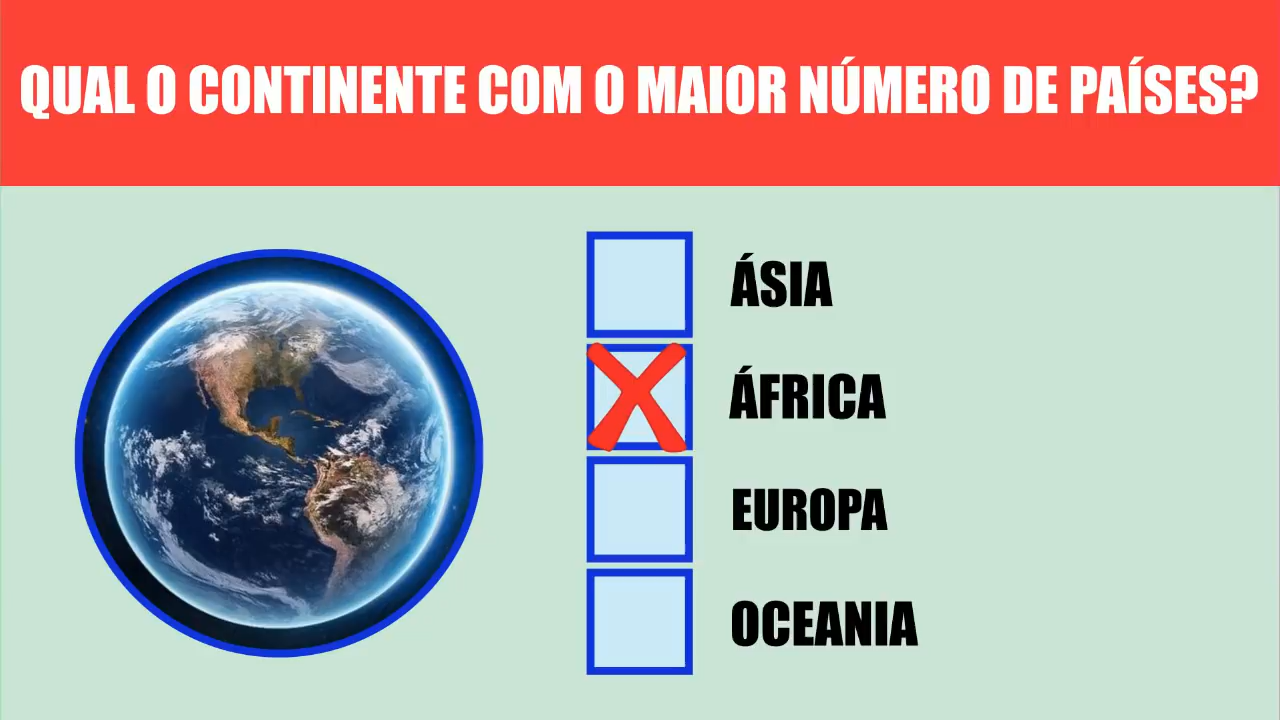 QUAL O CONTINENTE COM O MAIOR NÚMERO DE PAÍSES?
ÁSIA
ÁFRICA
EUROPA
OCEANIA